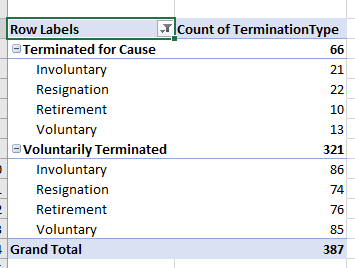 Row Labels Count of TerminationType
Terminated for Cause 66
Involuntary 21
Resignation 22
Retirement 10
Voluntary 13
Voluntarily Terminated 321
Involuntary 86
Resignation 74
Retirement 76
Voluntary 85
Grand Total 387